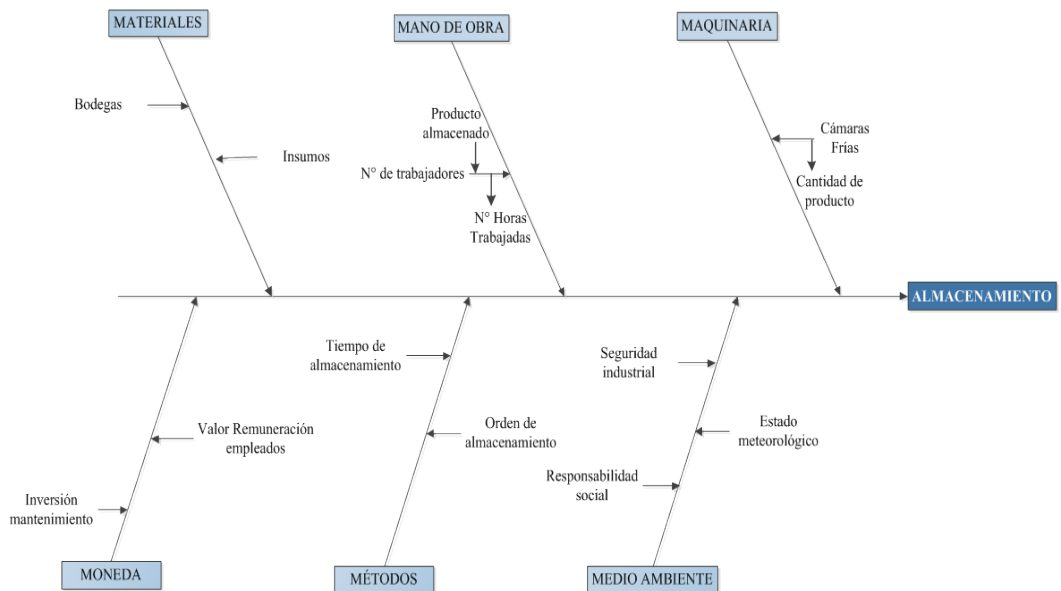 MATERIALES
MANO DE OBRA
MAQUINARIA
Bodegas
Insumos
Producto
almacenado
N° de trabajadores
N° Horas
Trabajadas
Cámaras
Frías
Cantidad de
producto
ALMACENAMIENTO
Tiempo de
almacenamiento
Seguridad
industrial
Valor Remuneración
empleados
Orden de
almacenamiento
Estado
meteorológico
Inversión
mantenimiento
Responsabilidad
social
MONEDA
MÉTODOS
MEDIO AMBIENTE